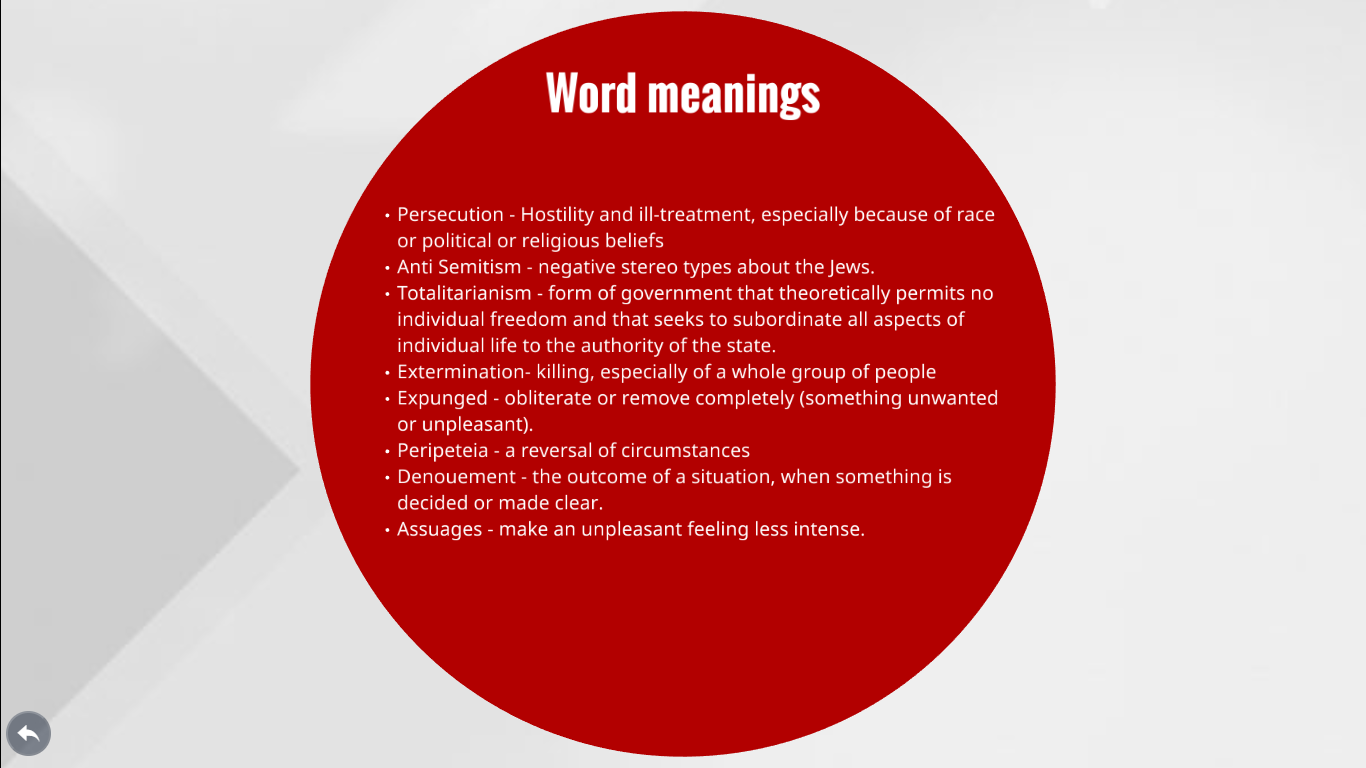 Word meanings
• Persecution - Hostility and ill-treatment, especially because of race
or political or religious beliefs
• Anti Semitism - negative stereo types about the Jews.
• Totalitarianism - form of government that theoretically permits no
individual freedom and that seeks to subordinate all aspects of
individual life to the authority of the state.
• Extermination- killing, especially of a whole group of people
• Expunged - obliterate or remove completely (something unwanted
or unpleasant).
• Peripeteia - a reversal of circumstances
• Denouement - the outcome of a situation, when something is
decided or made clear.
• Assuages - make an unpleasant feeling less intense.